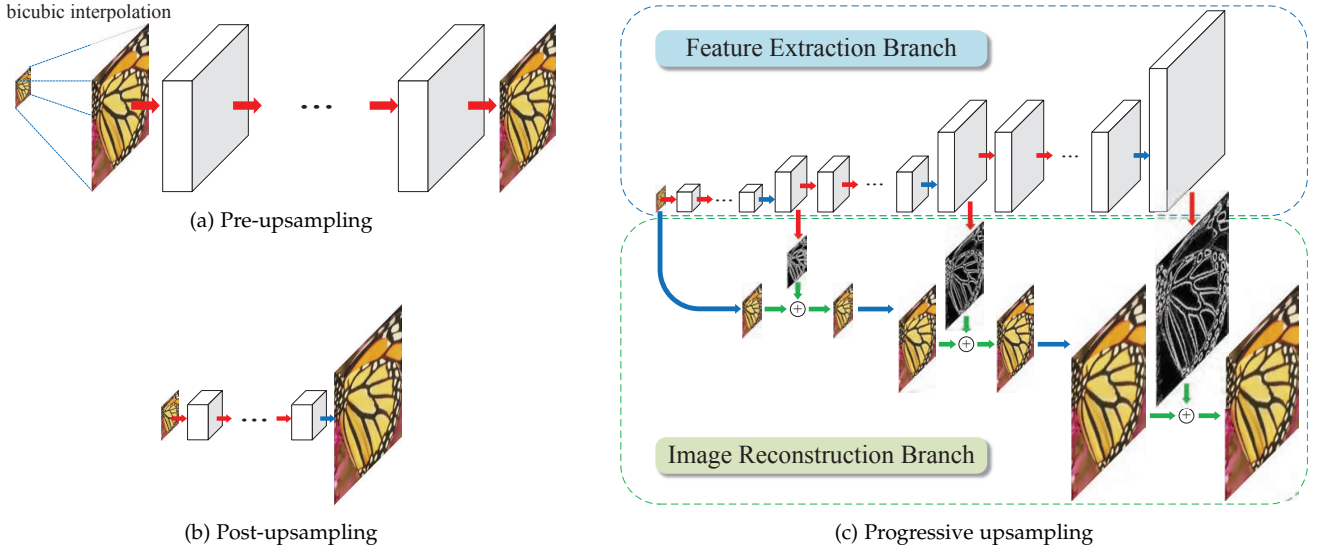 bicubic interpolation
(a) Pre-upsampling
(b) Post-upsampling
Feature Extraction Branch
Image Reconstruction Branch
(c) Progressive upsampling